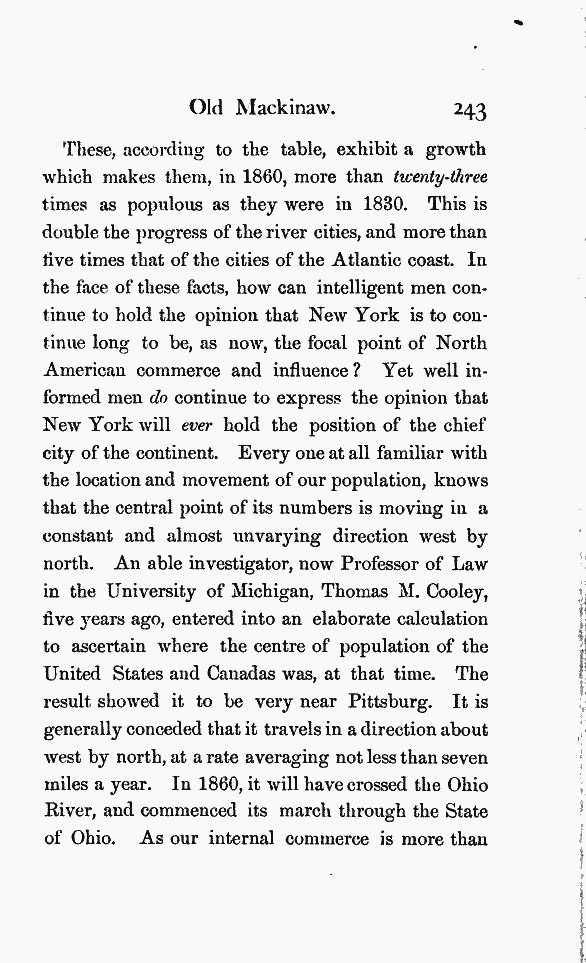 Old Mackinaw. 243
These, according to the table, exhibit a growth
which makes them, in 1860, more than twenty-three
times as populous as they were in 1830. This is
double the progress of the river cities, and more than
five times that of the cities of the Atlantic coast. In
the face of these facts, how can intelligent men con-
tinue to hold the opinion that New York is to con-
tinue long to be, as now, the focal point of North
American commerce and influence? Yet well in-
formed men do continue to express the opinion that
New York will ever hold the position of the chief
city of the continent. Every one at all familiar with
the location and movement of our population, knows
that the central point of its numbers is moving in a
constant and almost unvarying direction west by
north. An able investigator, now Professor of Law
in the University of Michigan, Thomas M. Cooley,
five years ago, entered into an elaborate calculation
to ascertain where the centre of population of the
United States and Canadas was, at that time. The
result showed it to be very near Pittsburg. It is
generally conceded that it travels in a direction about
west by north, at a rate averaging not less than seven
miles a year. In 1860, it will have crossed the Ohio
River, and commenced its march through the State
of Ohio. As our internal commerce is more than